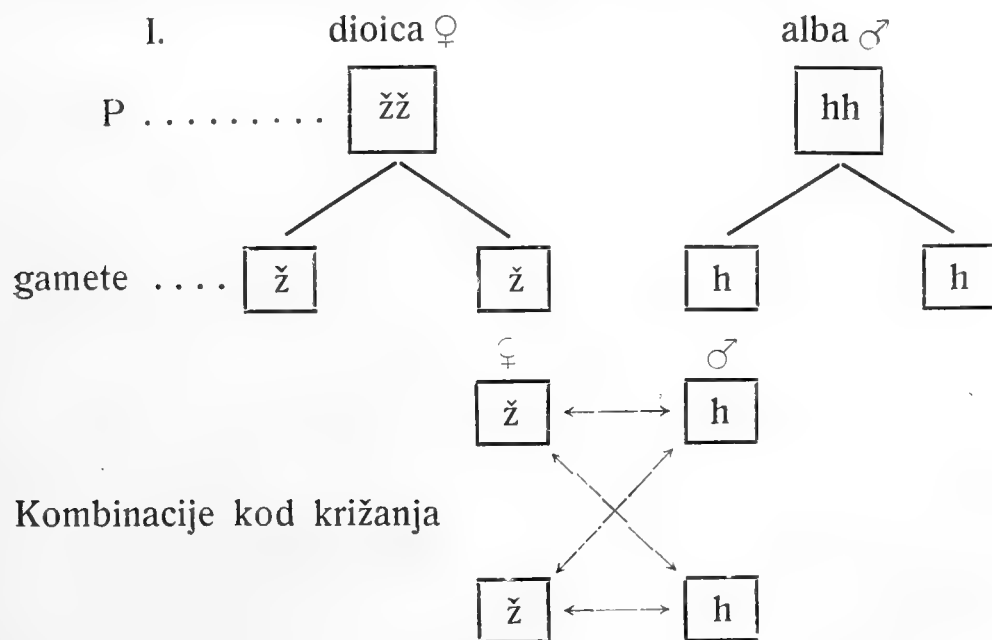 I. dioica ♀ alba ♂
P . . . . . . . . . žž hh
gamete . . . . ž ž h h
♀ ♂
ž h
Kombinacije kod križanja
ž h